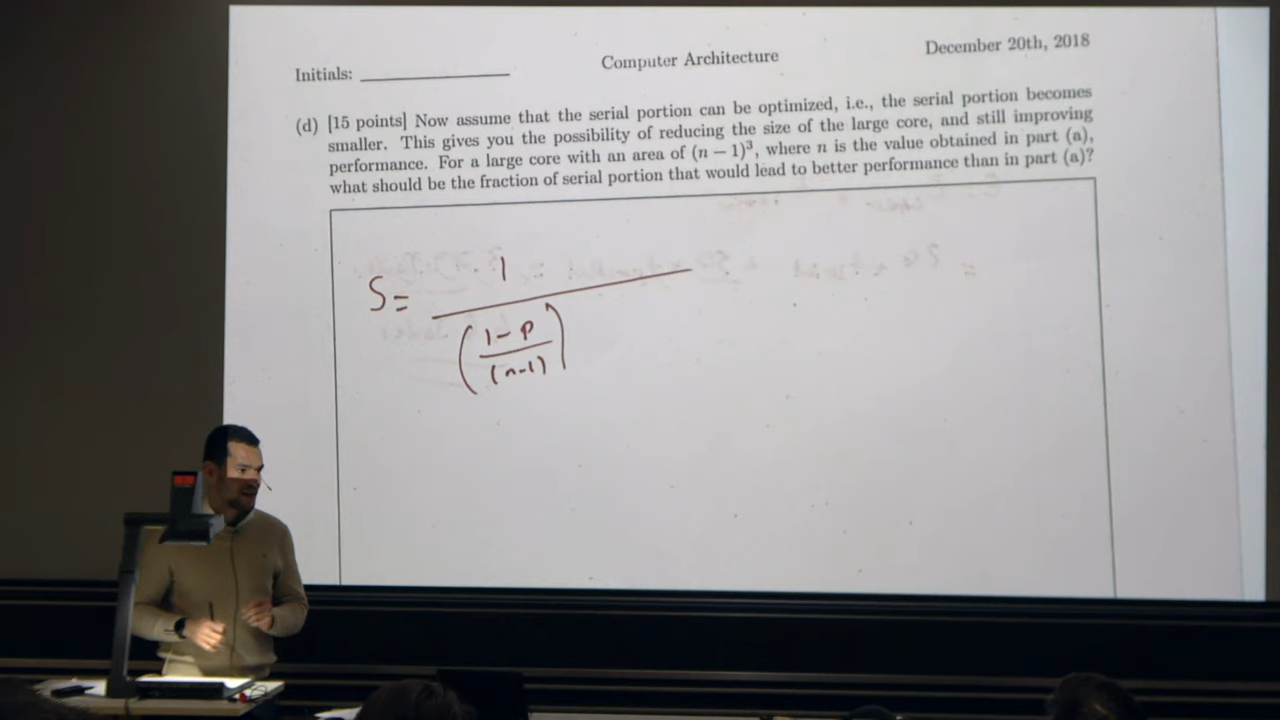 Initials: ____________ Computer Architecture December 20th, 2018
(d) [15 points] Now assume that the serial portion can be optimized, i.e., the serial portion becomes
smaller. This gives you the possibility of reducing the size of the large core, and still improving
performance. For a large core with an area of (n − 1)³, where n is the value obtained in part (a),
what should be the fraction of serial portion that would lead to better performance than in part (a)?
S = 1
(1-P
(n-1))